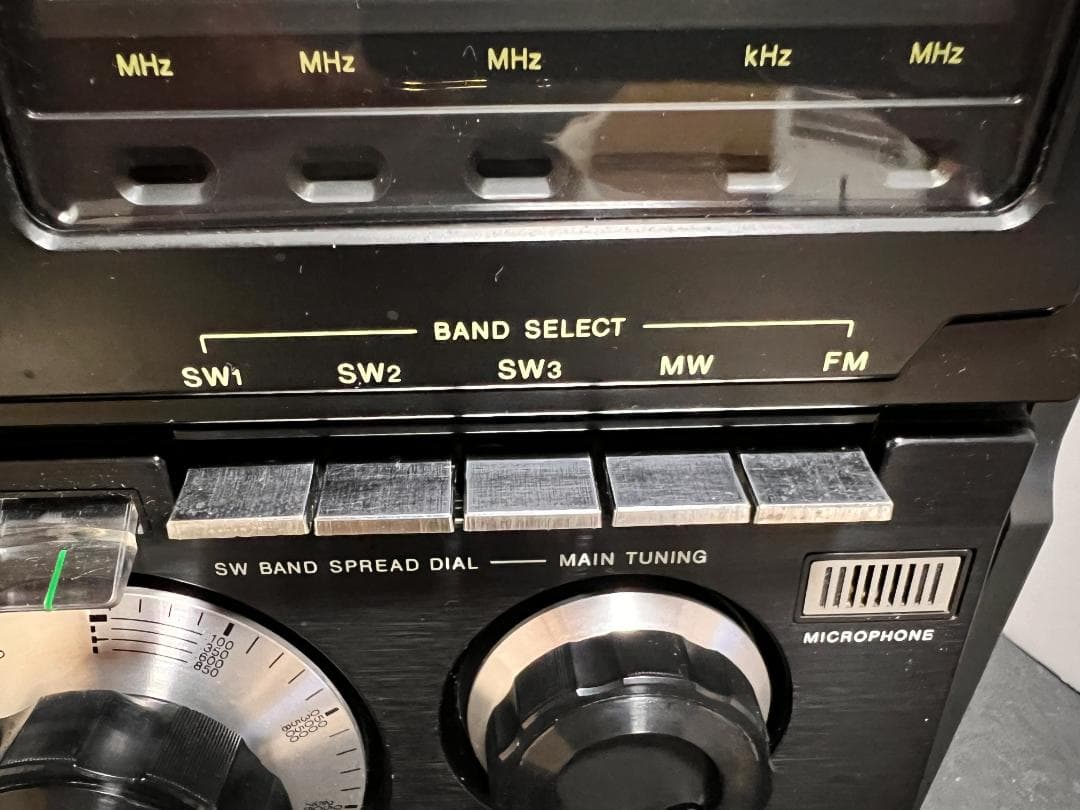 MHz MHz MHz kHz MHz
BAND SELECT
SW1 SW2 SW3 MW FM
SW BAND SPREAD DIAL — MAIN TUNING
MICROPHONE